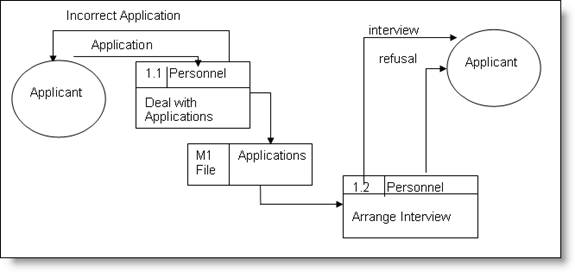 Incorrect Application
Application
Applicant
1.1 Personnel
Deal with
Applications
M1
File
Applications
interview
refusal
Applicant
1.2 Personnel
Arrange Interview